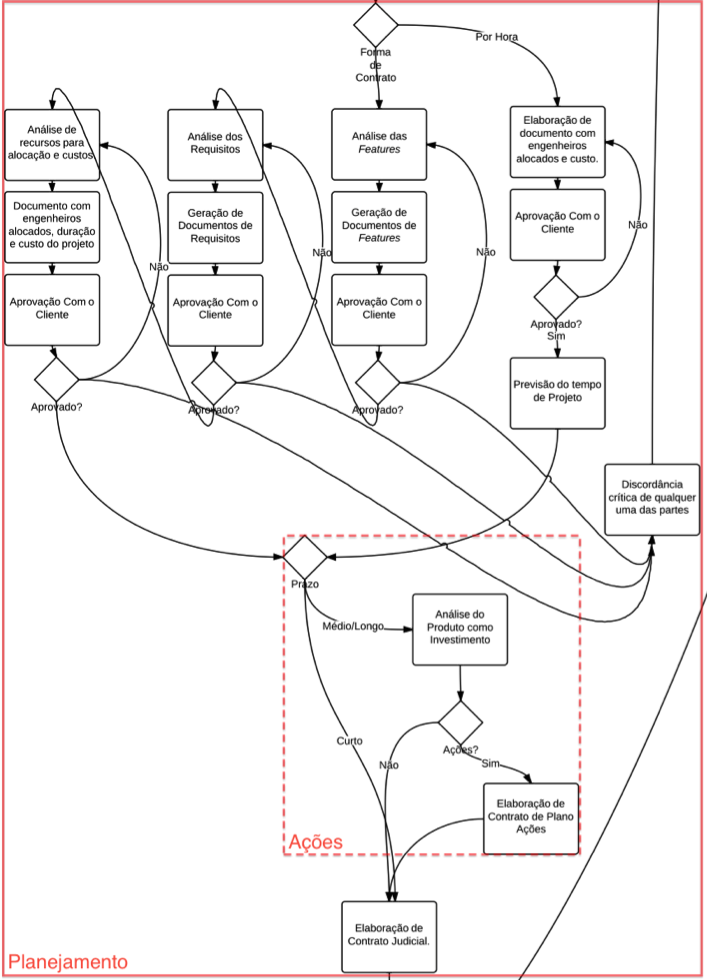 Por Hora
Forma
de
Contrato
Análise de
recursos para
alocação e custos
Análise dos
Requisitos
Análise das
Features
Elaboração de
documento com
engenheiros
alocados e custo.
Documento com
engenheiros
alocados, duração
e custo do projeto
Geração de
Documentos de
Requisitos
Geração de
Documentos de
Features
Aprovação Com o
Cliente
Não
Não
Não
Não
Aprovação Com o
Cliente
Aprovação Com o
Cliente
Aprovação Com o
Cliente
Aprovado?
Sim
Previsão do tempo
de Projeto
Aprovado?
Aprovado?
Aprovado?
Discordância
crítica de qualquer
uma das partes
Prazo
Médio/Longo
Análise do
Produto como
Investimento
Curto
Ações?
Não
Sim
Elaboração de
Contrato de Plano
Ações
Ações
Elaboração de
Contrato Judicial.
Planejamento